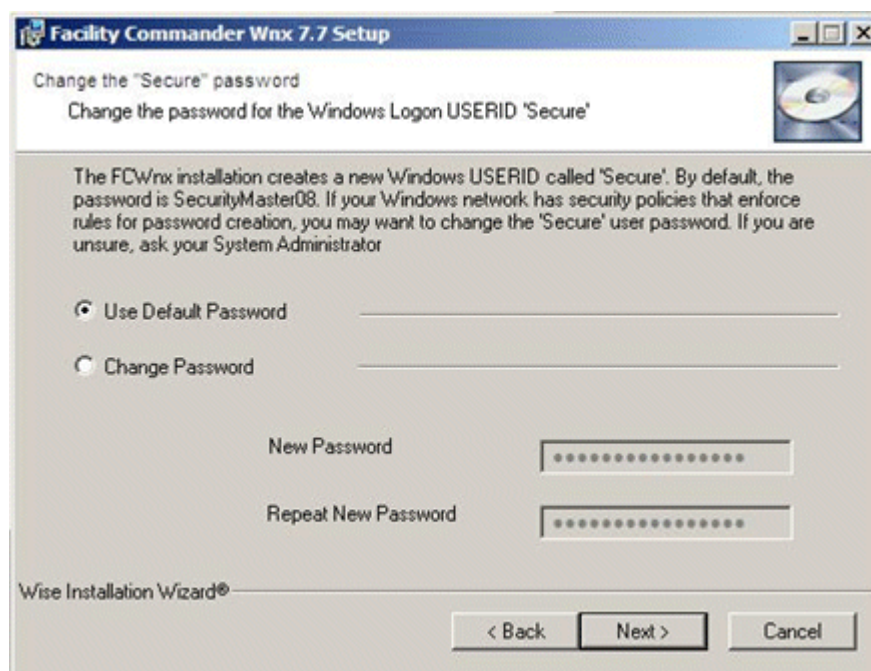 Facility Commander Wnx 7.7 Setup
Change the "Secure" password
Change the password for the Windows Logon USERID 'Secure'
The FCWnx installation creates a new Windows USERID called 'Secure'. By default, the
password is SecurityMaster08. If your Windows network has security policies that enforce
rules for password creation, you may want to change the 'Secure' user password. If you are
unsure, ask your System Administrator
Use Default Password
Change Password
New Password
Repeat New Password
Wise Installation Wizard®
< Back
Next >
Cancel